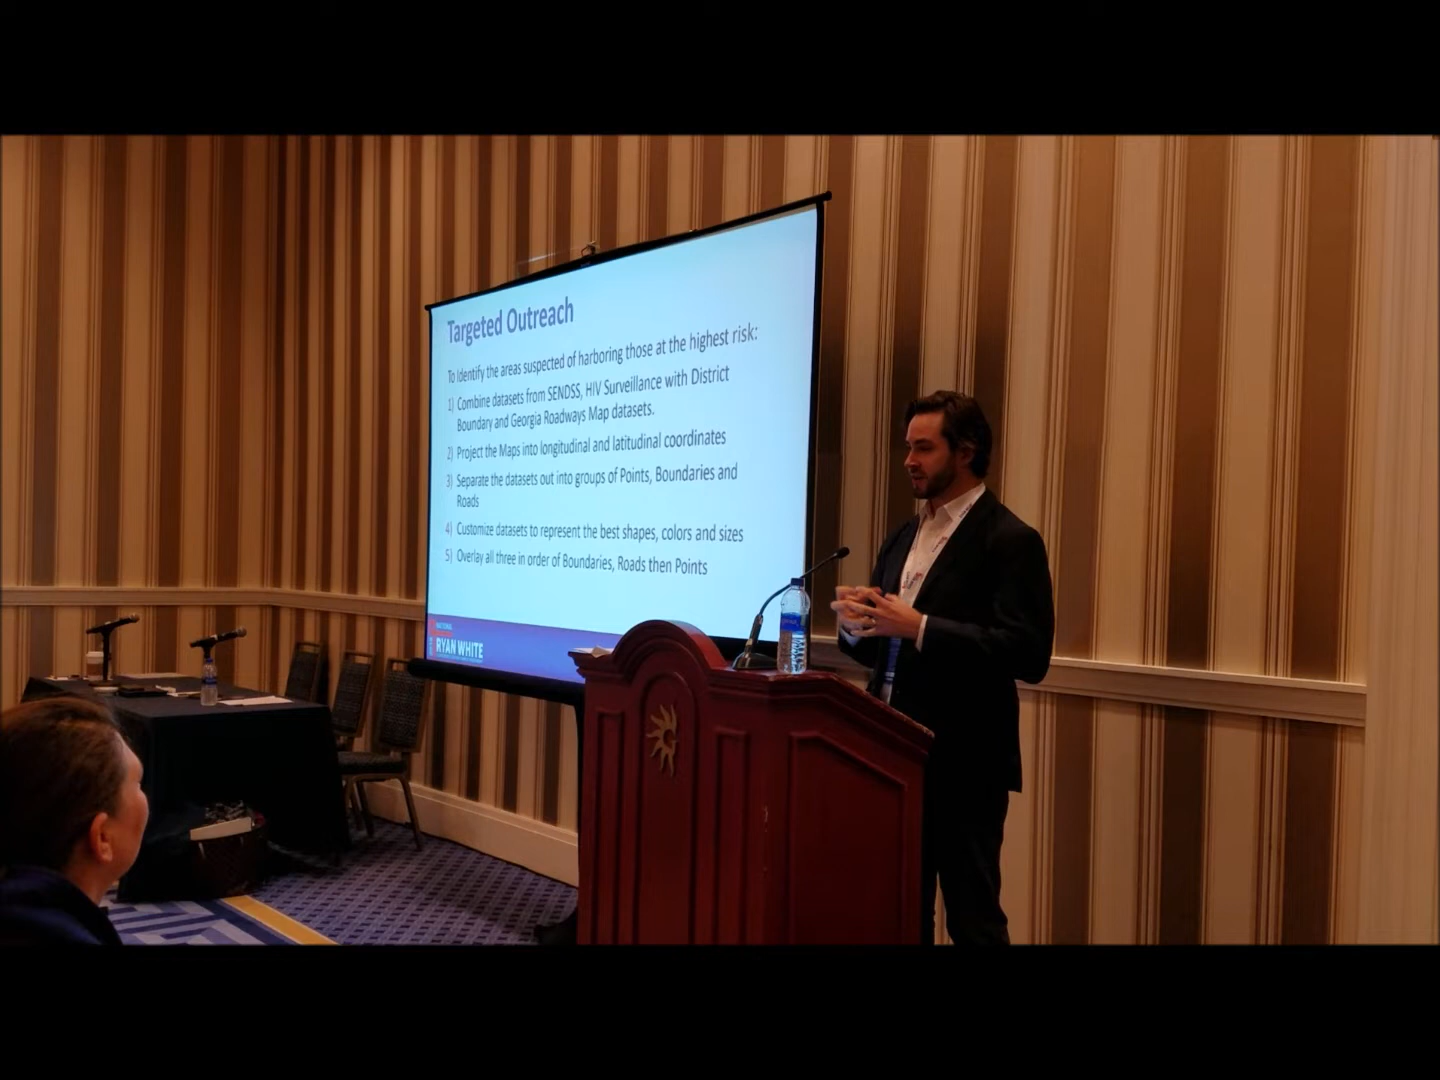 Targeted Outreach
To Identify the areas suspected of harboring those at the highest risk:
1) Combine datasets from SENDSS, HIV Surveillance with District
Boundary and Georgia Roadways Map datasets.
2) Project the Maps into longitudinal and latitudinal coordinates
3) Separate the datasets out into groups of Points, Boundaries and
Roads
4) Customize datasets to represent the best shapes, colors and sizes
5) Overlay all three in order of Boundaries, Roads then Points
NATIONAL
RYAN WHITE